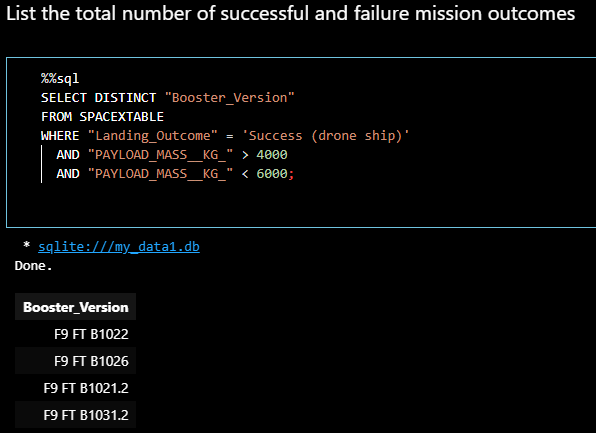 List the total number of successful and failure mission outcomes
%%sql
SELECT DISTINCT "Booster_Version"
FROM SPACEXTABLE
WHERE "Landing_Outcome" = 'Success (drone ship)'
AND "PAYLOAD_MASS__KG_" > 4000
AND "PAYLOAD_MASS__KG_" < 6000;
* sqlite:///my_data1.db
Done.
Booster_Version
F9 FT B1022
F9 FT B1026
F9 FT B1021.2
F9 FT B1031.2